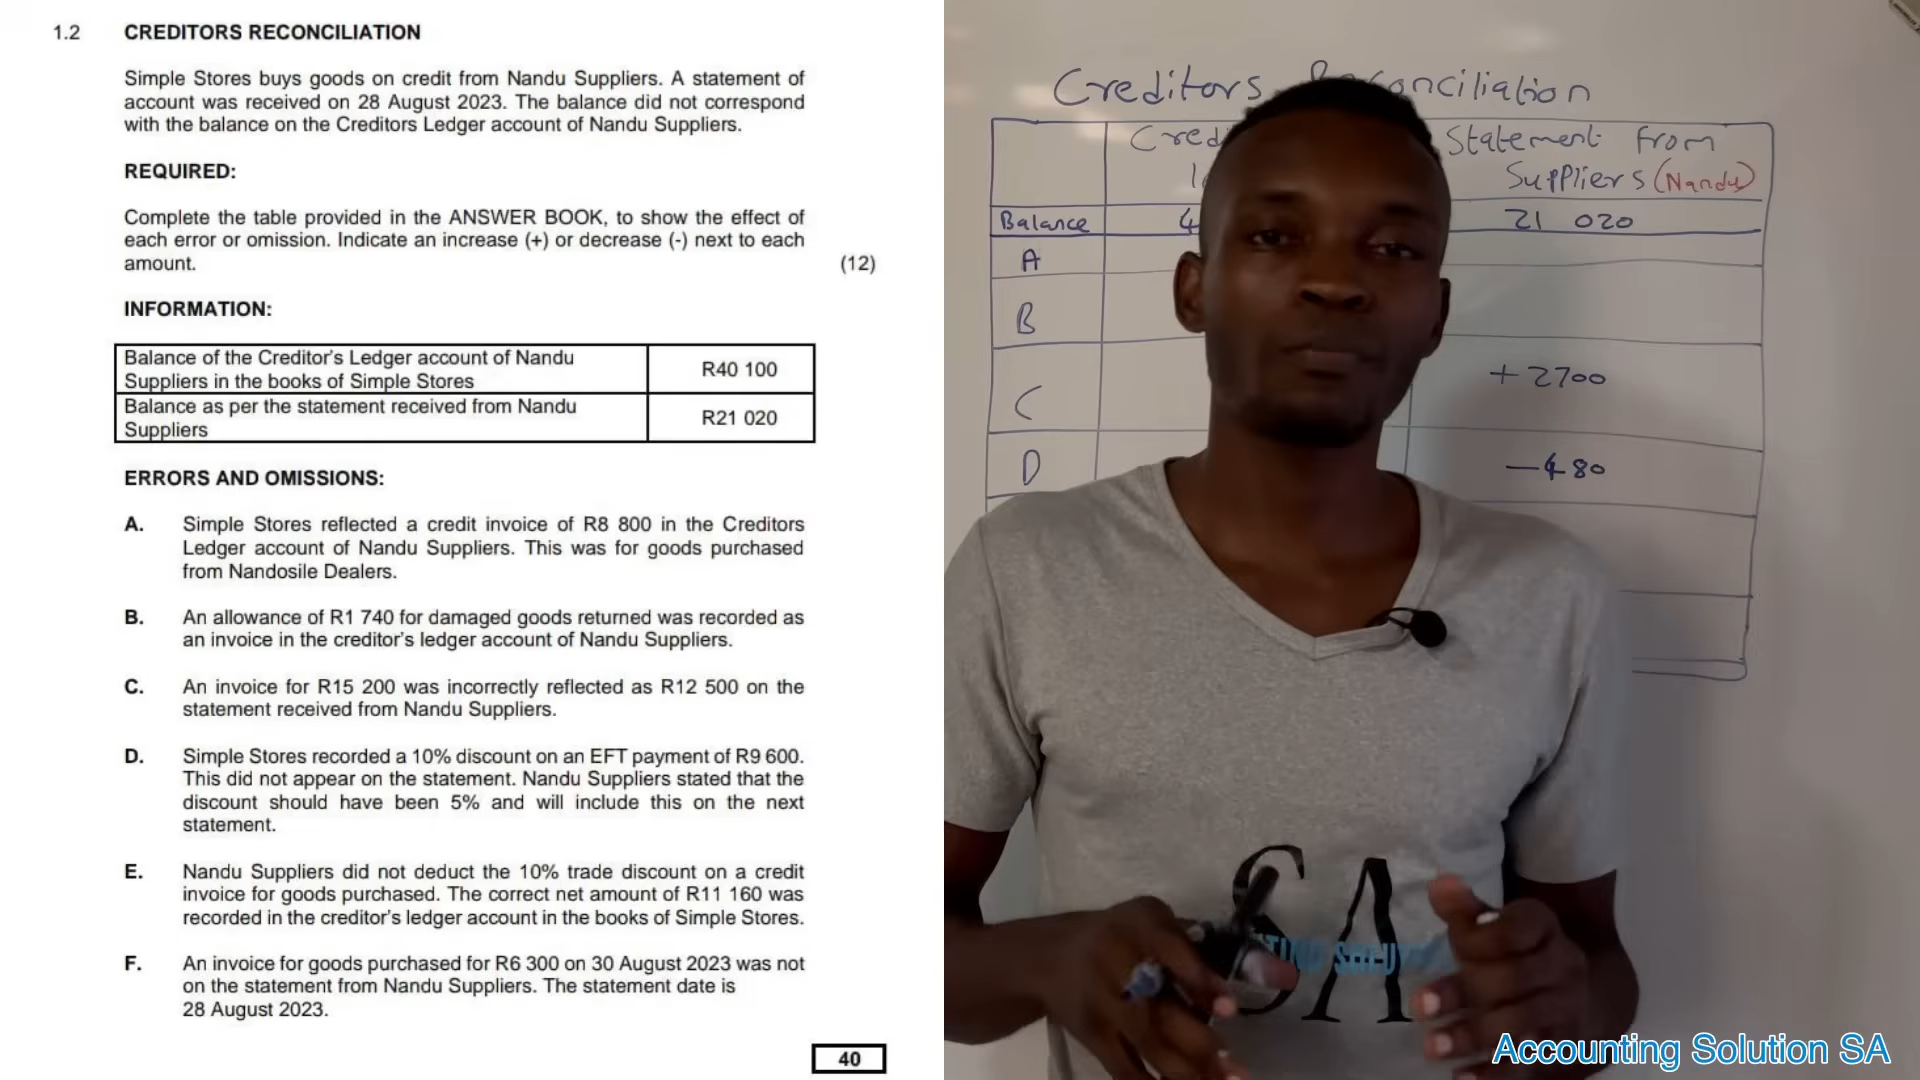 1.2 CREDITORS RECONCILIATION
Simple Stores buys goods on credit from Nandu Suppliers. A statement of
account was received on 28 August 2023. The balance did not correspond
with the balance on the Creditors Ledger account of Nandu Suppliers.
REQUIRED:
Complete the table provided in the ANSWER BOOK, to show the effect of
each error or omission. Indicate an increase (+) or decrease (-) next to each
amount. (12)
INFORMATION:
Balance of the Creditor's Ledger account of Nandu
Suppliers in the books of Simple Stores
R40 100
Balance as per the statement received from Nandu
Suppliers
R21 020
ERRORS AND OMISSIONS:
A. Simple Stores reflected a credit invoice of R8 800 in the Creditors
Ledger account of Nandu Suppliers. This was for goods purchased
from Nandosile Dealers.
B. An allowance of R1 740 for damaged goods returned was recorded as
an invoice in the creditor's ledger account of Nandu Suppliers.
C. An invoice for R15 200 was incorrectly reflected as R12 500 on the
statement received from Nandu Suppliers.
D. Simple Stores recorded a 10% discount on an EFT payment of R9 600.
This did not appear on the statement. Nandu Suppliers stated that the
discount should have been 5% and will include this on the next
statement.
E. Nandu Suppliers did not deduct the 10% trade discount on a credit
invoice for goods purchased. The correct net amount of R11 160 was
recorded in the creditor's ledger account in the books of Simple Stores.
F. An invoice for goods purchased for R6 300 on 30 August 2023 was not
on the statement from Nandu Suppliers. The statement date is
28 August 2023.
40
Creditors
Cred
Statement from
Suppliers (Nandu)
Balance 4 21 020
A
B
C +2700
D -480
SA
Accounting Solution SA